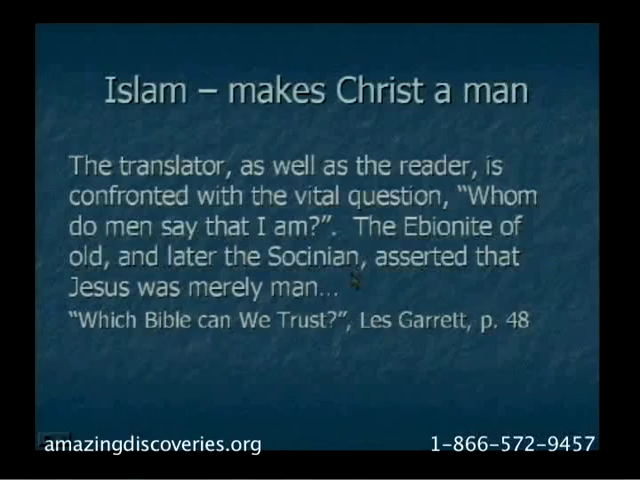 Islam – makes Christ a man
The translator, as well as the reader, is
confronted with the vital question, “Whom
do men say that I am?”.  The Ebionite of
old, and later the Socinian, asserted that
Jesus was merely man...
“Which Bible can We Trust?”, Les Garrett, p. 48
amazingdiscoveries.org
1-866-572-9457